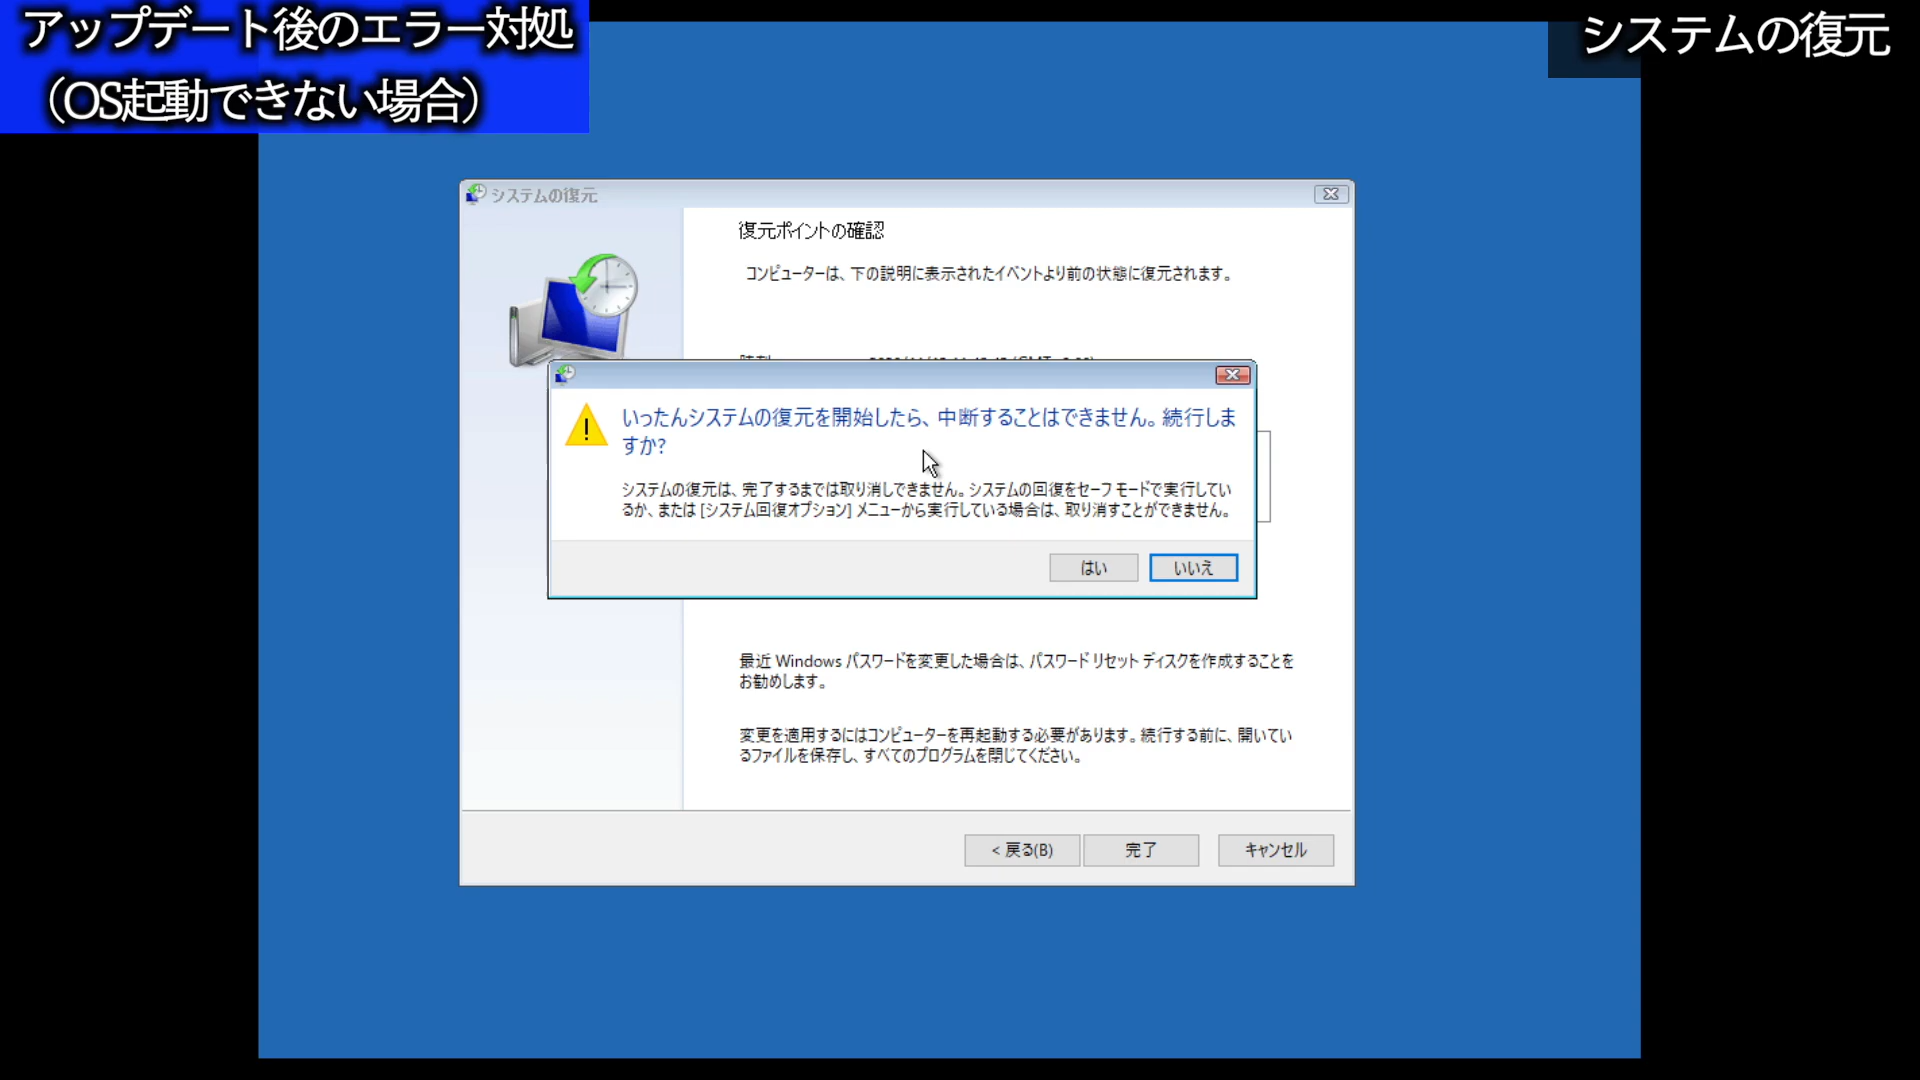 アップデート後のエラー対処
（OS起動できない場合）
システムの復元
システムの復元
復元ポイントの確認
コンピューターは、下の説明に表示されたイベントより前の状態に復元されます。
いったんシステムの復元を開始したら、中断することはできません。続行しま
すか?
システムの復元は、完了するまでは取り消しできません。システムの回復をセーフ モードで実行してい
るか、または [システム回復オプション] メニューから実行している場合は、取り消すことができません。
はい
いいえ
最近 Windows パスワードを変更した場合は、パスワード リセット ディスクを作成することを
お勧めします。
変更を適用するにはコンピューターを再起動する必要があります。続行する前に、開いてい
るファイルを保存し、すべてのプログラムを閉じてください。
< 戻る(B)
完了
キャンセル